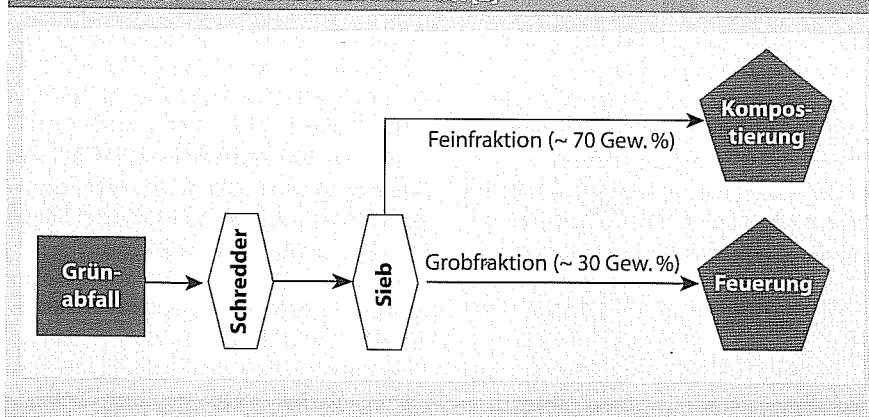 Kompos-
tierung
Feinfraktion (~ 70 Gew. %)
Grün-
abfall
Schredder
Sieb
Grobfraktion (~ 30 Gew. %)
Feuerung